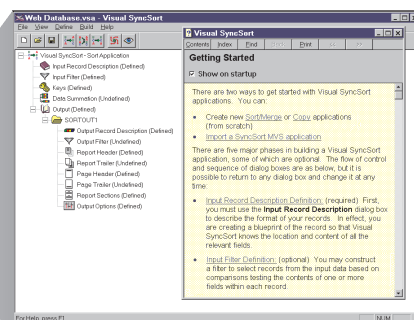 Web Database.vsa - Visual SyncSort
File View Define Build Help
Visual SyncSort - Sort Application
Input Record Description (Defined)
Input Filter (Defined)
Keys (Defined)
Data Summation (Undefined)
Output (Defined)
SORTOUT1
Output Record Description (Defined)
Output Filter (Undefined)
Report Header (Defined)
Report Trailer (Undefined)
Page Header (Defined)
Page Trailer (Undefined)
Report Sections (Defined)
Output Options (Defined)
For Help, press F1
NUM
Visual SyncSort
Contents Index Find Print << >>
Getting Started
Show on startup
There are two ways to get started with Visual SyncSort
applications. You can:
• Create new Sort/Merge or Copy applications
(from scratch)
• Import a SyncSort MVS application
There are five major phases in building a Visual SyncSort
application, some of which are optional. The flow of control
and sequence of dialog boxes are as below, but it is
possible to return to any dialog box and change it at any
time:
• Input Record Description Definition: (required) First,
you must use the Input Record Description dialog box
to describe the format of your records. In effect, you
are creating a blueprint of the record so that Visual
SyncSort knows the location and content of all the
relevant fields.
• Input Filter Definition: (optional) You may construct
a filter to select records from the input data based on
comparisons testing the contents of one or more
fields within each record.